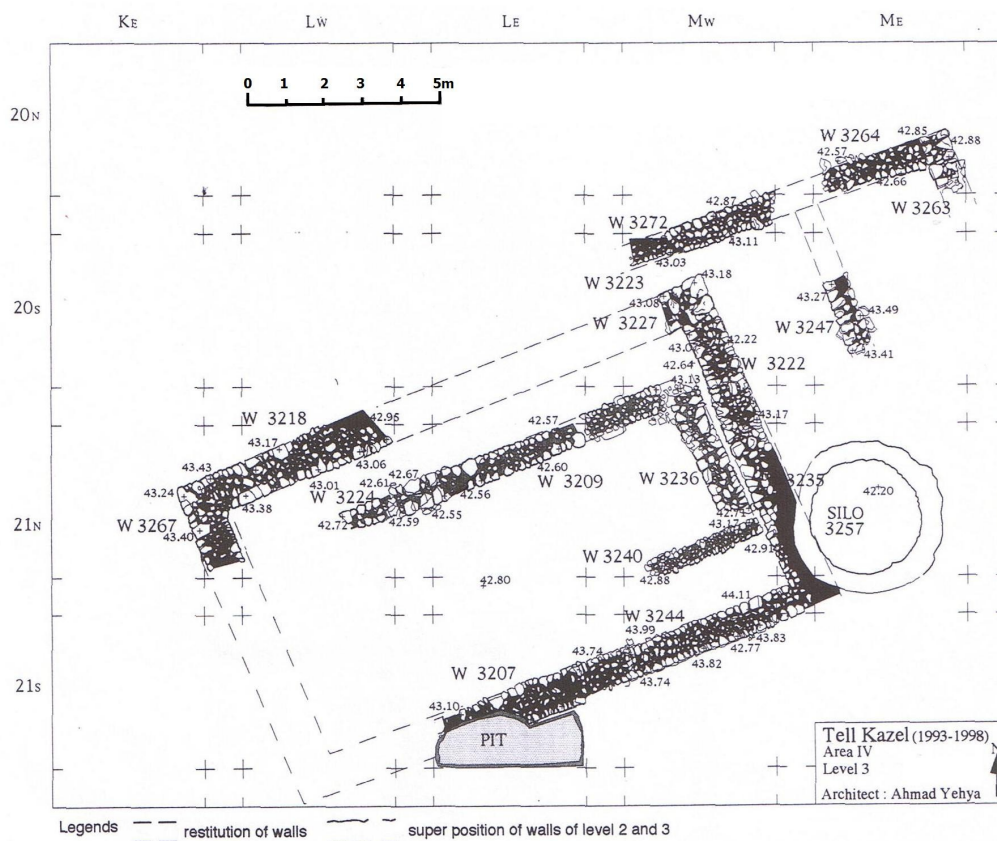 KE LW LE MW ME
0 1 2 3 4 5m
20N
W 3264 42.85
42.57 42.88
42.66
W 3263
42.87
W 3272
43.11
43.03
W 3223 43.18
43.08 43.27
20S
W 3227 43.49
W 3247
42.22
43.41
42.64 W 3222
43.13
W 3218 42.95
42.57 43.17
43.17
43.43 43.06 42.67 42.60
43.24 43.01 42.61 W 3209 W 3236 3235 42.20
W 3224 42.56
43.38 42.55 SILO
42.72 42.59 42.71 3257
W 3267 43.17
21N
43.40 42.91
W 3240
42.80 42.88
44.11
W 3244
43.99 43.83
43.74 42.77
43.82
W 3207 43.74
21S
43.10
PIT
Tell Kazel (1993-1998) N
Area IV
Level 3
Architect : Ahmad Yehya
Legends restitution of walls super position of walls of level 2 and 3